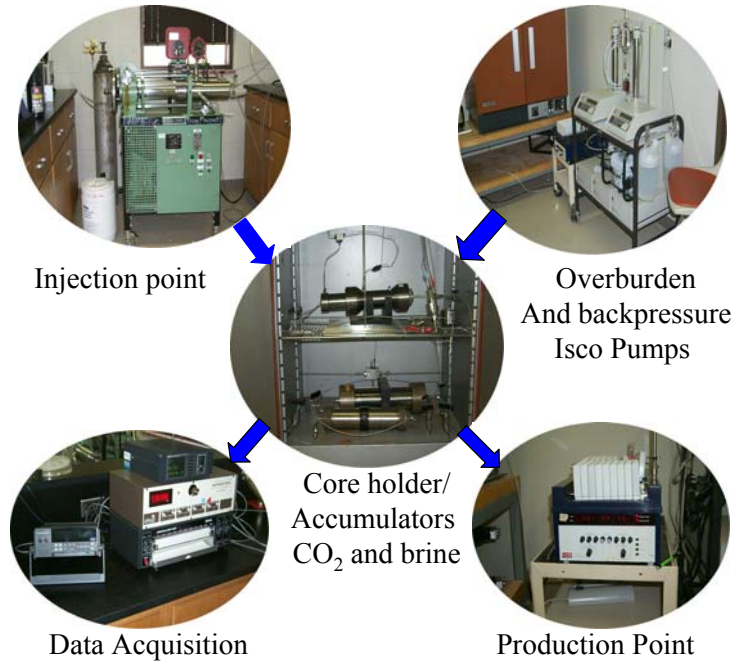 Injection point
Overburden
And backpressure
Isco Pumps
Core holder/
Accumulators
CO₂ and brine
Data Acquisition
Production Point